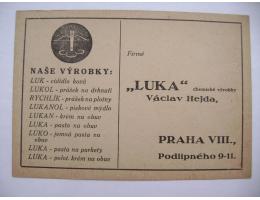 NAŠE VÝROBKY:
LUK - cídidlo kovů
LUKOL - prášek na drhnutí
RYCHLÍK - prášek na plotny
LUKANOL - pískové mýdlo
LUKAN - krém na obuv
LUKA - pasta na obuv
LUKO - jemná pasta na
obuv
LUKA - pasta na parkety
LUKA - polot. krém na obuv
Firmě
„LUKA“ chemické výrobky
Václav Hejda,
PRAHA VIII.,
Podlipného 9-11.